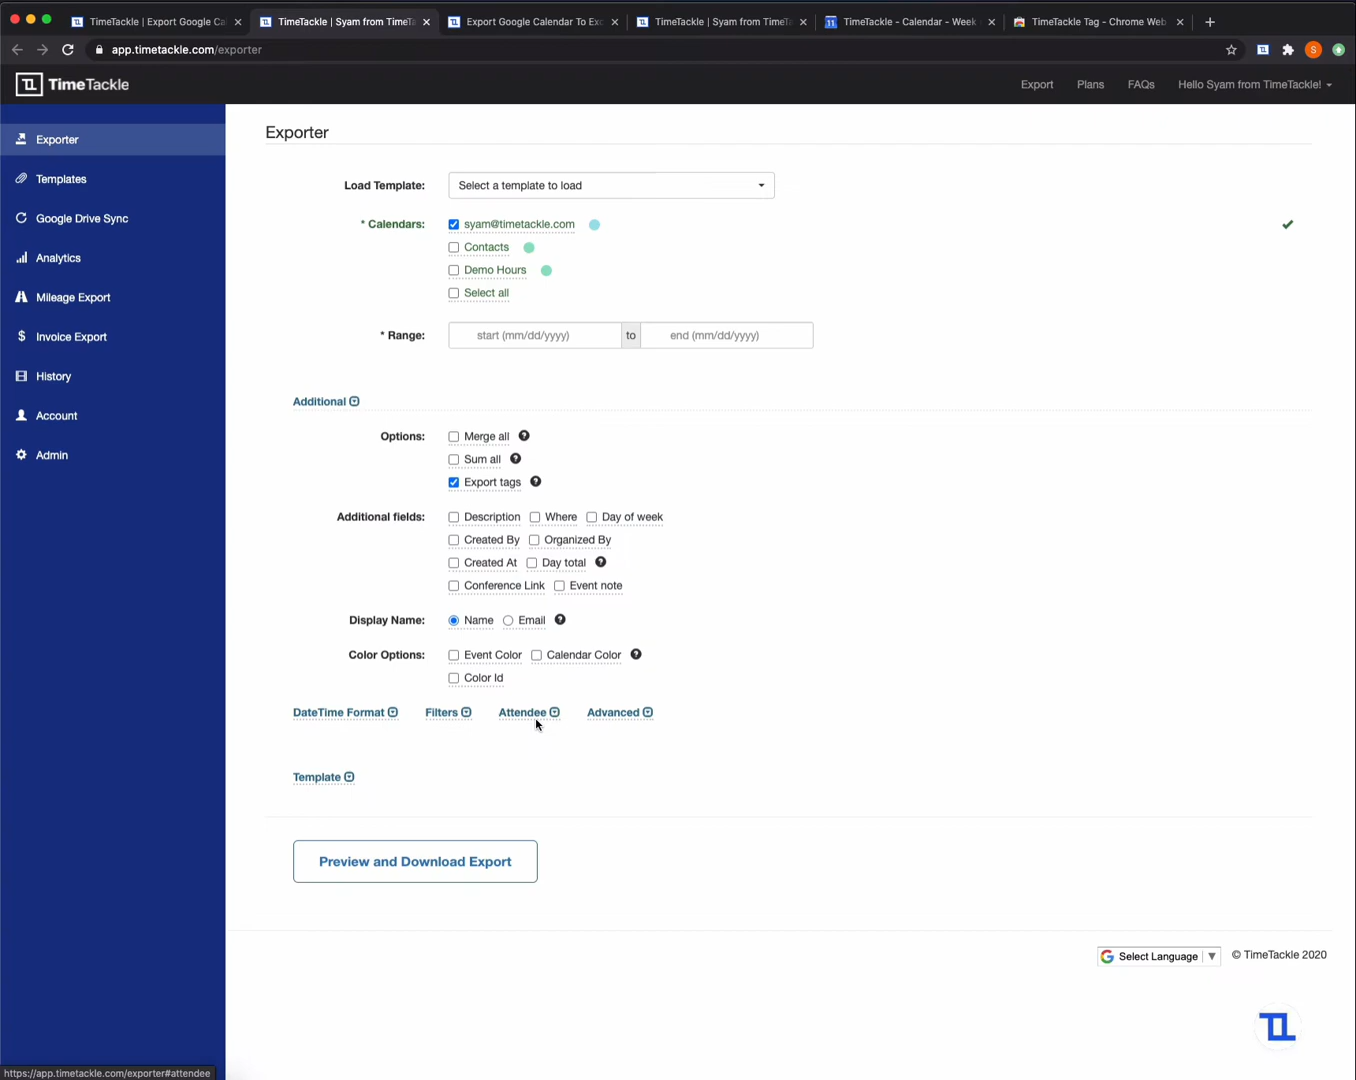 TimeTackle | Export Google Ca
TimeTackle | Syam from TimeTa
Export Google Calendar To Exc
TimeTackle | Syam from TimeTa
TimeTackle - Calendar - Week
TimeTackle Tag - Chrome Web
app.timetackle.com/exporter
S
TimeTackle
Export
Plans
FAQs
Hello Syam from TimeTackle!
Exporter
Templates
Google Drive Sync
Analytics
Mileage Export
Invoice Export
History
Account
Admin
Exporter
Load Template: Select a template to load
* Calendars: syam@timetackle.com
Contacts
Demo Hours
Select all
* Range: start (mm/dd/yyyy) to end (mm/dd/yyyy)
Additional
Options: Merge all ?
Sum all ?
Export tags ?
Additional fields: Description Where Day of week
Created By Organized By
Created At Day total ?
Conference Link Event note
Display Name: Name Email ?
Color Options: Event Color Calendar Color ?
Color Id
DateTime Format Filters Attendee Advanced
Template
Preview and Download Export
Select Language ▼ © TimeTackle 2020
https://app.timetackle.com/exporter#attendee